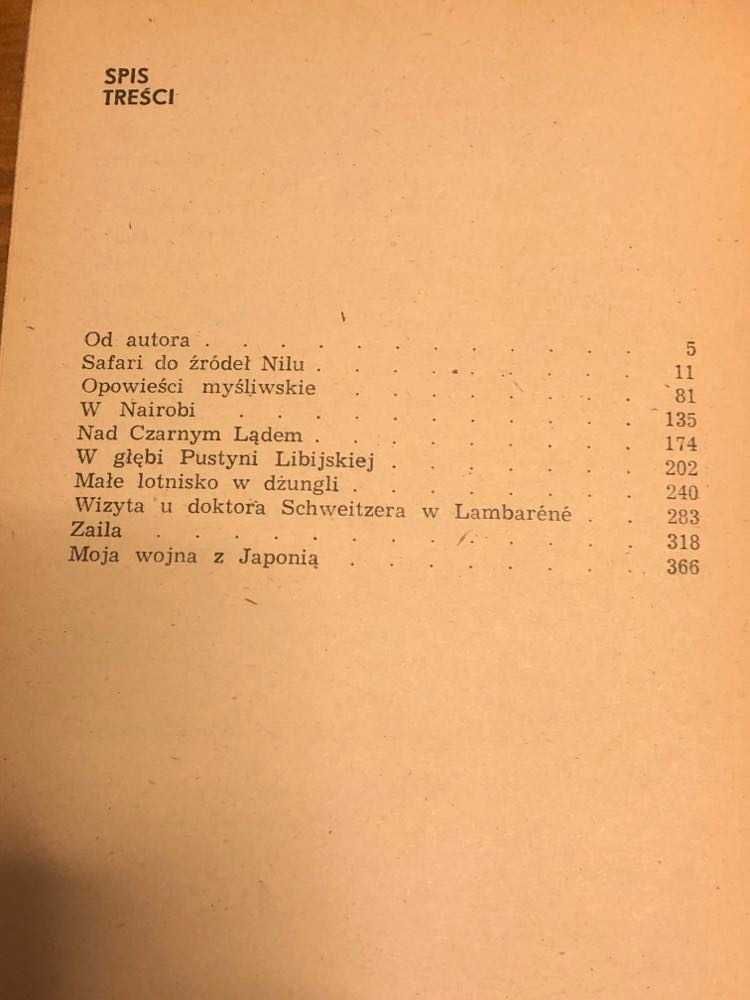 SPIS
TREŚCI
Od autora . . . . . . . . . . . 5
Safari do źródeł Nilu . . . . . . . . 11
Opowieści myśliwskie . . . . . . . 81
W Nairobi . . . . . . . . . . 135
Nad Czarnym Lądem . . . . . . . . 174
W głębi Pustyni Libijskiej . . . . . . 202
Małe lotnisko w dżungli . . . . . . . 240
Wizyta u doktora Schweitzera w Lambaréné . . 283
Zaila . . . . . . . . . . . 318
Moja wojna z Japonią . . . . . . . 366